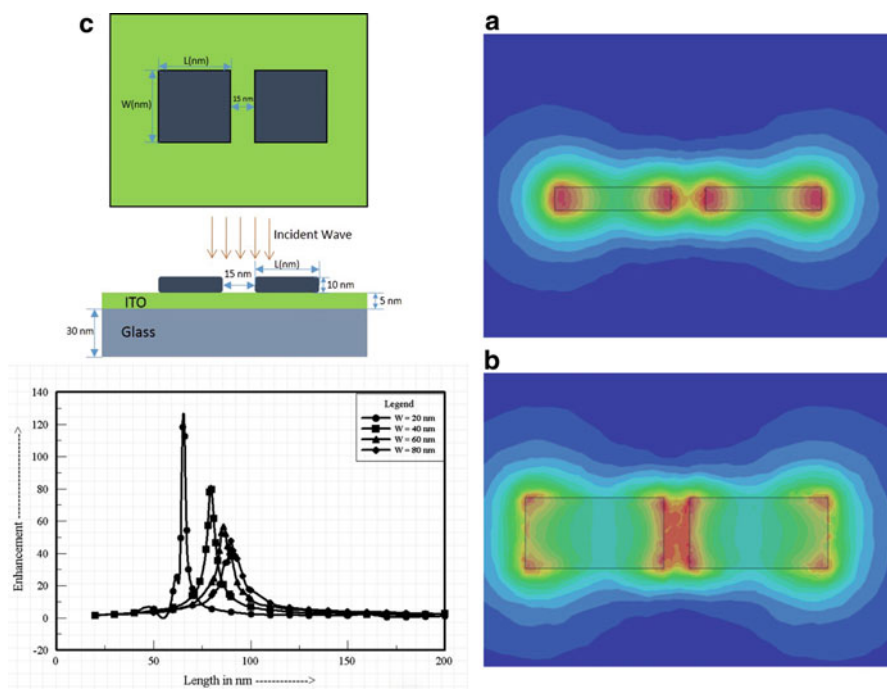 c
L(nm)
W(nm)
15 nm
Incident Wave
L(nm)
15 nm
10 nm
ITO
5 nm
30 nm
Glass
140
120
100
80
60
40
20
0
-20
Enhancement ---------------->
Legend
W = 20 nm
W = 40 nm
W = 60 nm
W = 80 nm
0 50 100 150 200
Length in nm ------------->
a
b